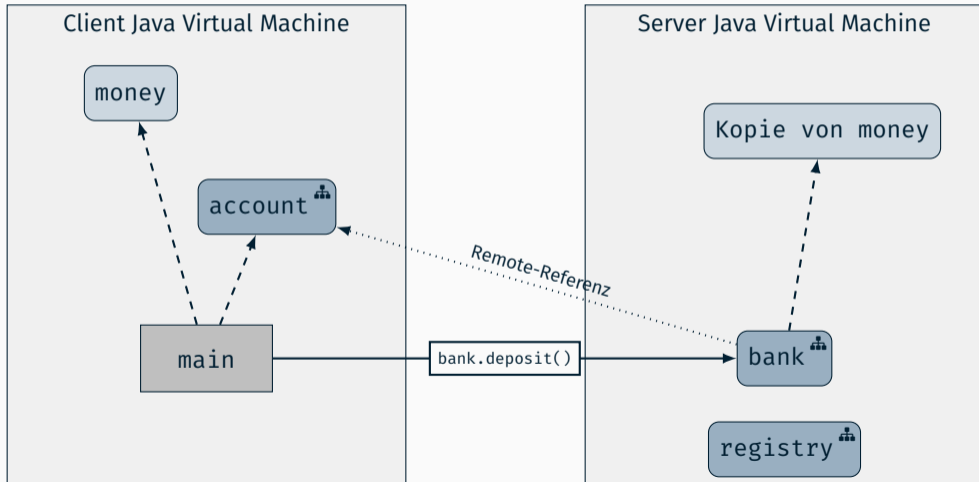 Client Java Virtual Machine
Server Java Virtual Machine
money
Kopie von money
account
Remote-Referenz
main
bank.deposit()
bank
registry